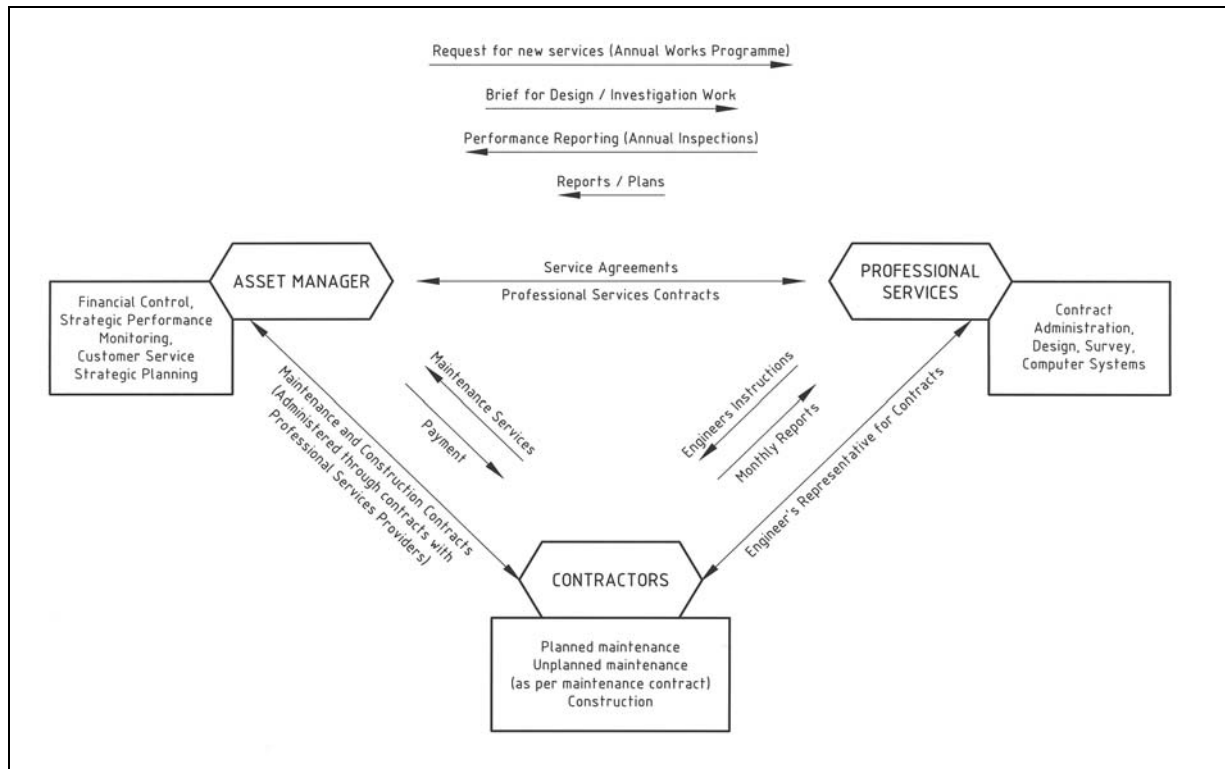 Request for new services (Annual Works Programme)
Brief for Design / Investigation Work
Performance Reporting (Annual Inspections)
Reports / Plans
ASSET MANAGER
Financial Control,
Strategic Performance
Monitoring,
Customer Service
Strategic Planning
Service Agreements
Professional Services Contracts
PROFESSIONAL
SERVICES
Contract
Administration,
Design, Survey,
Computer Systems
Maintenance and Construction Contracts
(Administered through contracts with
Professional Services Providers)
Maintenance Services
Payment
Engineers Instructions
Monthly Reports
Engineer's Representative for Contracts
CONTRACTORS
Planned maintenance
Unplanned maintenance
(as per maintenance contract)
Construction